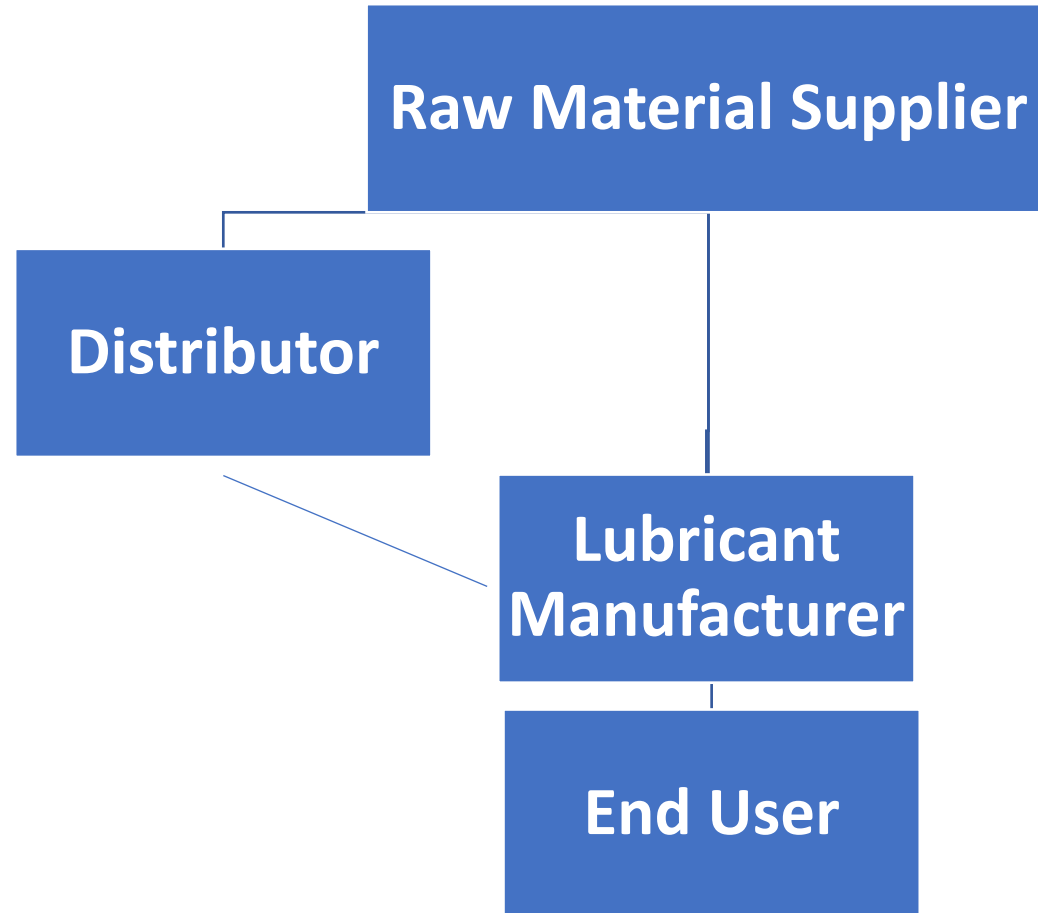 Raw Material Supplier
Distributor
Lubricant
Manufacturer
End User